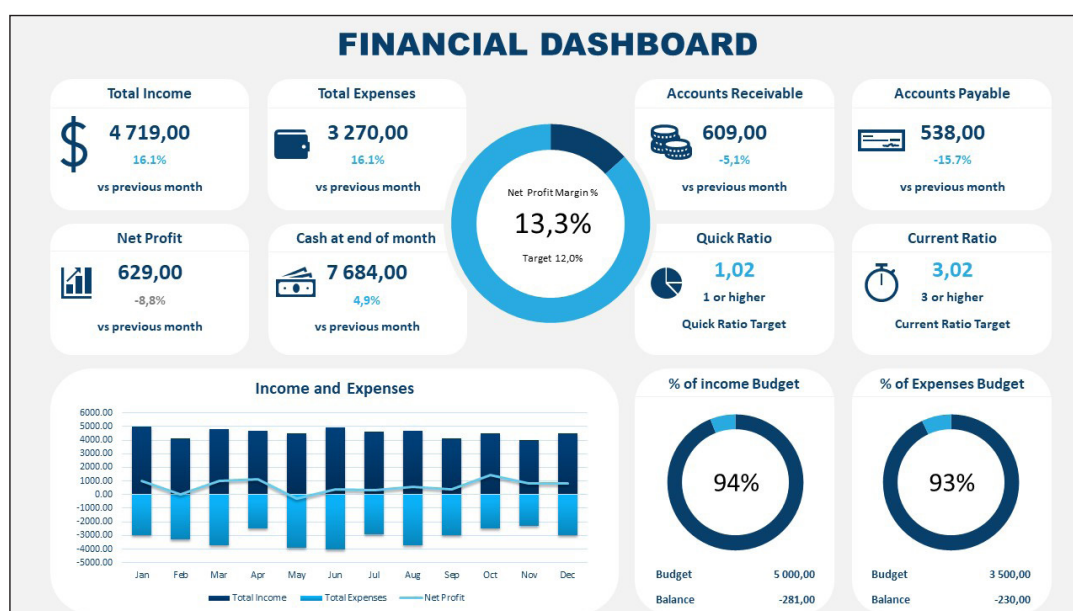 FINANCIAL DASHBOARD
Total Income
4 719,00
16.1%
vs previous month
Total Expenses
3 270,00
16.1%
vs previous month
Net Profit Margin %
13,3%
Target 12,0%
Accounts Receivable
609,00
-5,1%
vs previous month
Accounts Payable
538,00
-15.7%
vs previous month
Net Profit
629,00
-8,8%
vs previous month
Cash at end of month
7 684,00
4,9%
vs previous month
Quick Ratio
1,02
1 or higher
Quick Ratio Target
Current Ratio
3,02
3 or higher
Current Ratio Target
Income and Expenses
6000.00
5000.00
4000.00
3000.00
2000.00
1000.00
0.00
-1000.00
-2000.00
-3000.00
-4000.00
-5000.00
Jan Feb Mar Apr May Jun Jul Aug Sep Oct Nov Dec
Total Income Total Expenses Net Profit
% of income Budget
94%
Budget 5 000,00
Balance -281,00
% of Expenses Budget
93%
Budget 3 500,00
Balance -230,00